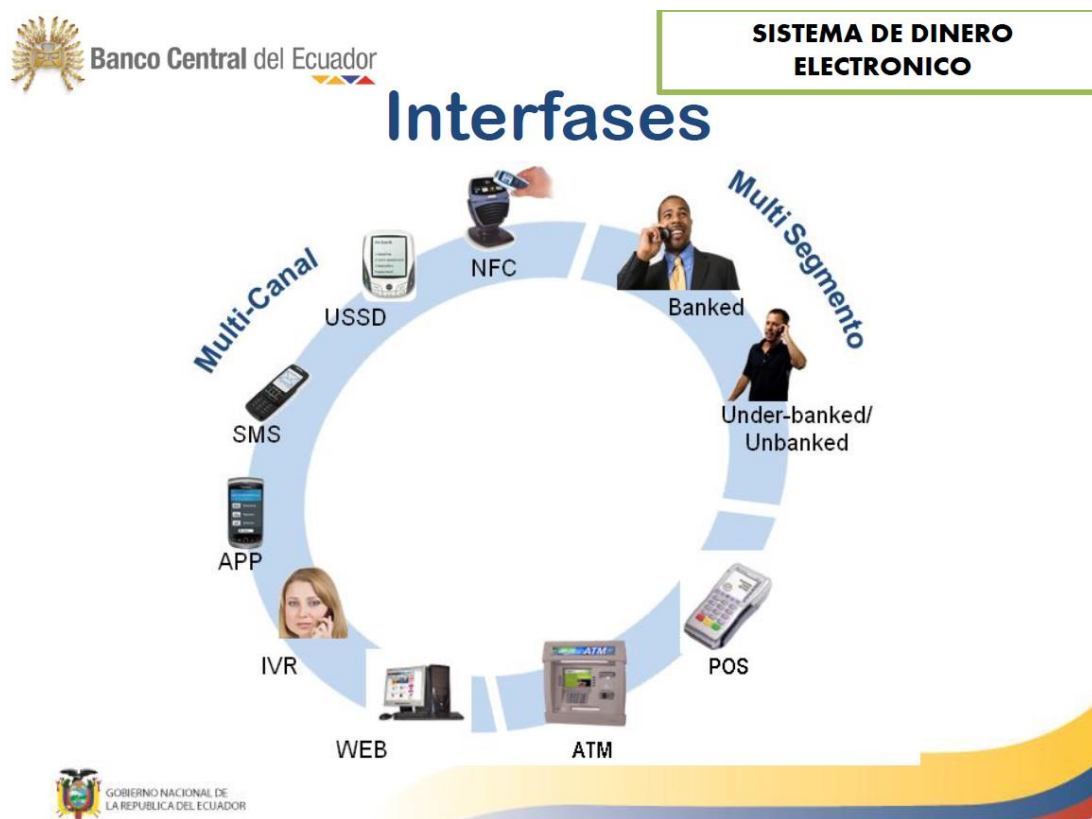 Banco Central del Ecuador
SISTEMA DE DINERO
ELECTRONICO
Interfases
Multi-Canal
Multi Segmento
NFC
USSD
SMS
APP
IVR
WEB
ATM
ATM
POS
Banked
Under-banked/
Unbanked
GOBIERNO NACIONAL DE
LA REPUBLICA DEL ECUADOR